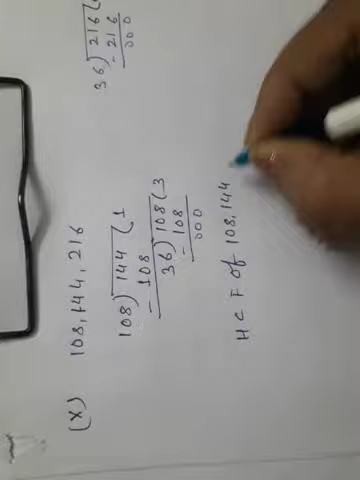 (X) 108, 144, 216
108) 144 (1
- 108
36) 108 (3
- 108
000
HCF of 108, 144
36) 216 (
- 216
000